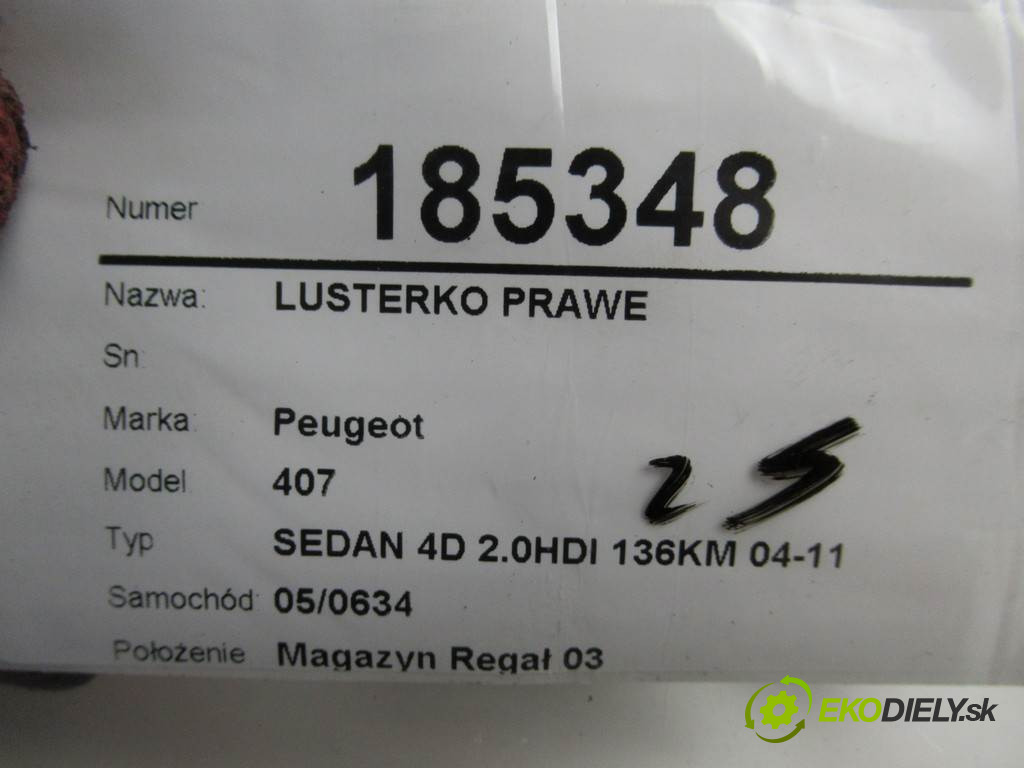 Numer 185348
Nazwa: LUSTERKO PRAWE
Sn:
Marka: Peugeot
Model 407
25
Typ SEDAN 4D 2.0HDI 136KM 04-11
Samochód 05/0634
Położenie Magazyn Regał 03
EKODIELY.sk